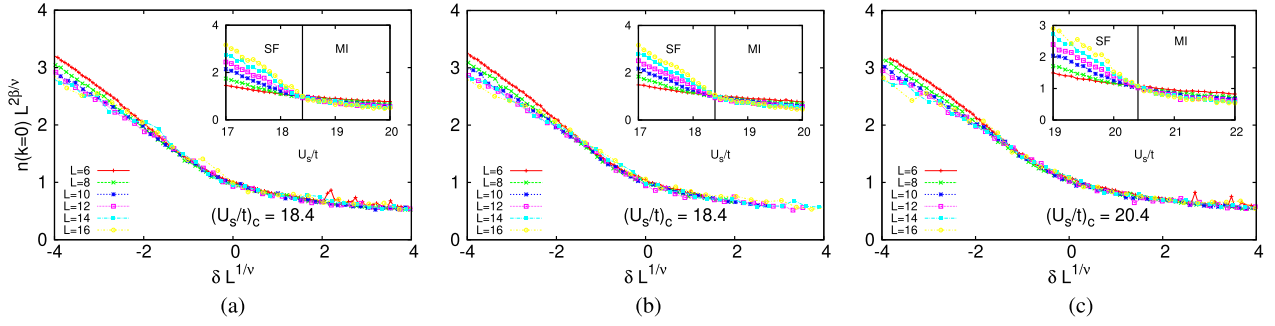 n(k=0) L^{2β/ν}
4
3
2
1
0
-4 -2 0 2 4
δ L^{1/ν}
L=6
L=8
L=10
L=12
L=14
L=16
(U_s/t)_c = 18.4
4
2
0
17 18 19 20
U_s/t
SF MI
(a)
4
3
2
1
0
-4 -2 0 2 4
δ L^{1/ν}
L=6
L=8
L=10
L=12
L=14
L=16
(U_s/t)_c = 18.4
4
2
0
17 18 19 20
U_s/t
SF MI
(b)
4
3
2
1
0
-4 -2 0 2 4
δ L^{1/ν}
L=6
L=8
L=10
L=12
L=14
L=16
(U_s/t)_c = 20.4
3
2
1
0
19 20 21 22
U_s/t
SF MI
(c)